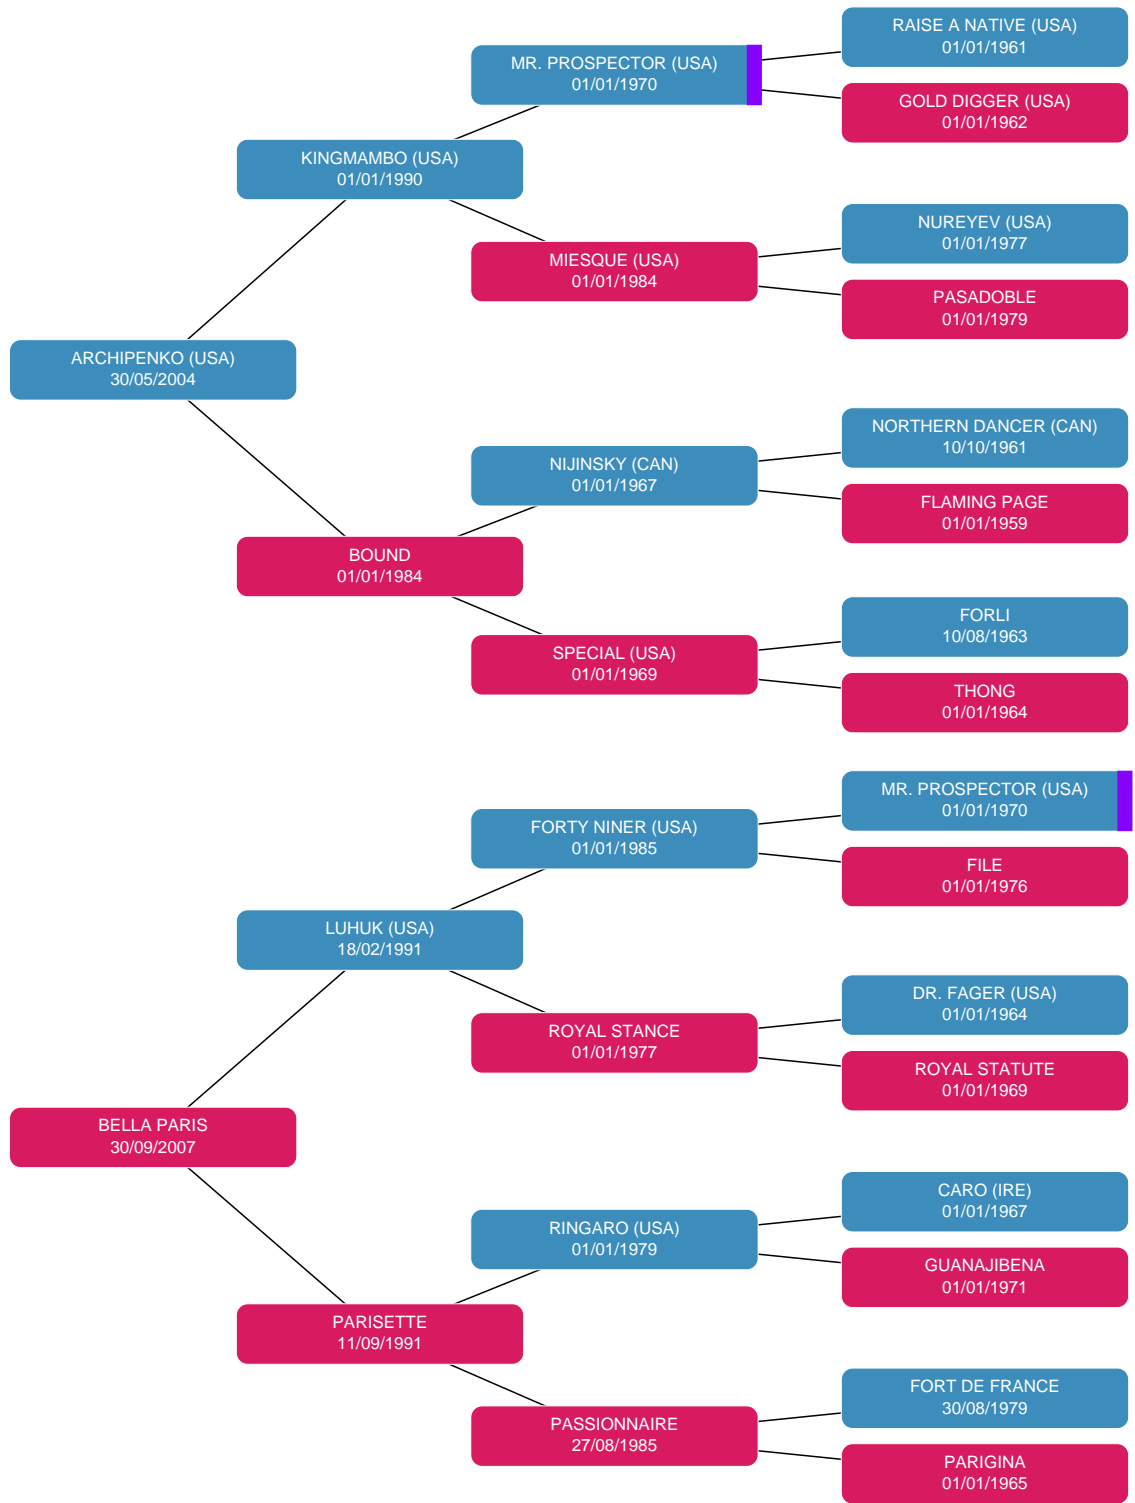 RAISE A NATIVE (USA)
01/01/1961
MR. PROSPECTOR (USA)
01/01/1970
GOLD DIGGER (USA)
01/01/1962
KINGMAMBO (USA)
01/01/1990
NUREYEV (USA)
01/01/1977
MIESQUE (USA)
01/01/1984
PASADOBLE
01/01/1979
ARCHIPENKO (USA)
30/05/2004
NORTHERN DANCER (CAN)
10/10/1961
NIJINSKY (CAN)
01/01/1967
FLAMING PAGE
01/01/1959
BOUND
01/01/1984
FORLI
10/08/1963
SPECIAL (USA)
01/01/1969
THONG
01/01/1964
MR. PROSPECTOR (USA)
01/01/1970
FORTY NINER (USA)
01/01/1985
FILE
01/01/1976
LUHUK (USA)
18/02/1991
DR. FAGER (USA)
01/01/1964
ROYAL STANCE
01/01/1977
ROYAL STATUTE
01/01/1969
BELLA PARIS
30/09/2007
CARO (IRE)
01/01/1967
RINGARO (USA)
01/01/1979
GUANAJIBENA
01/01/1971
PARISETTE
11/09/1991
FORT DE FRANCE
30/08/1979
PASSIONNAIRE
27/08/1985
PARIGINA
01/01/1965